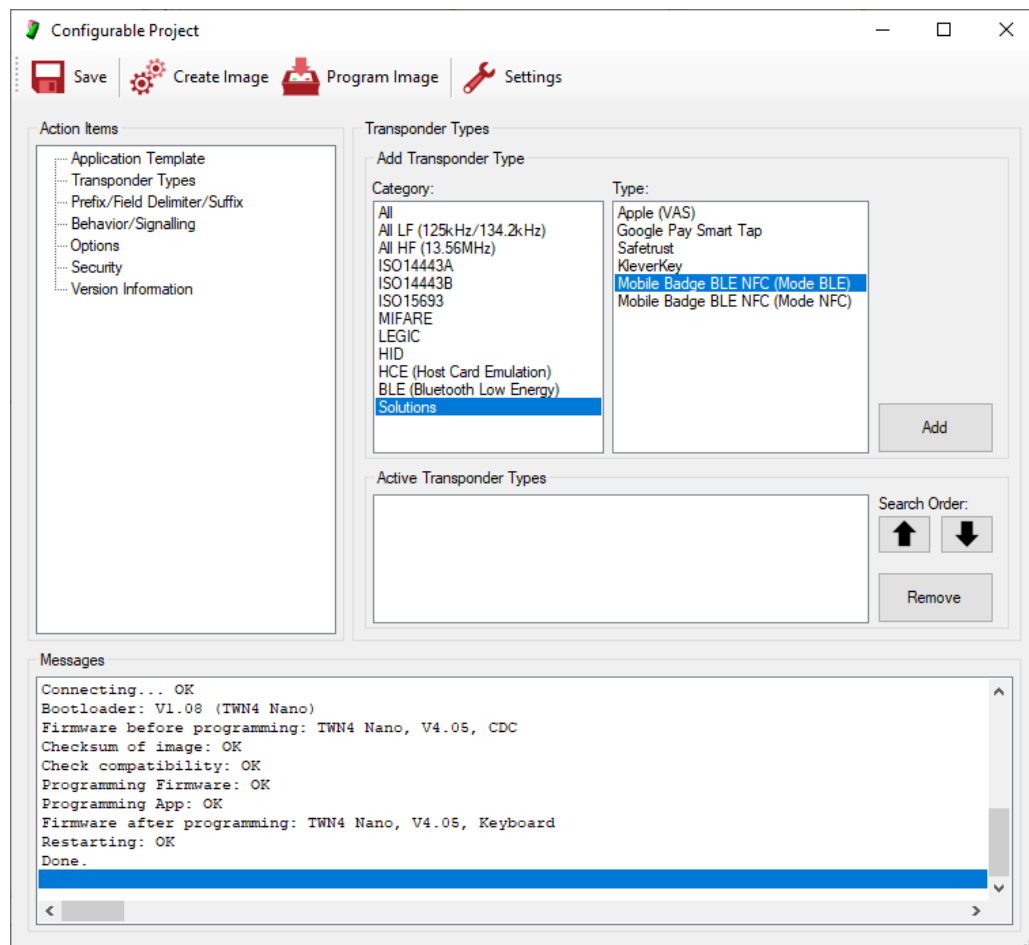 Configurable Project
Save Create Image Program Image Settings
Action Items
Application Template
Transponder Types
Prefix/Field Delimiter/Suffix
Behavior/Signalling
Options
Security
Version Information
Transponder Types
Add Transponder Type
Category:
All
All LF (125kHz/134.2kHz)
All HF (13.56MHz)
ISO14443A
ISO14443B
ISO15693
MIFARE
LEGIC
HID
HCE (Host Card Emulation)
BLE (Bluetooth Low Energy)
Solutions
Type:
Apple (VAS)
Google Pay Smart Tap
Safetrust
KleverKey
Mobile Badge BLE NFC (Mode BLE)
Mobile Badge BLE NFC (Mode NFC)
Add
Active Transponder Types
Search Order:
Remove
Messages
Connecting... OK
Bootloader: V1.08 (TWN4 Nano)
Firmware before programming: TWN4 Nano, V4.05, CDC
Checksum of image: OK
Check compatibility: OK
Programming Firmware: OK
Programming App: OK
Firmware after programming: TWN4 Nano, V4.05, Keyboard
Restarting: OK
Done.